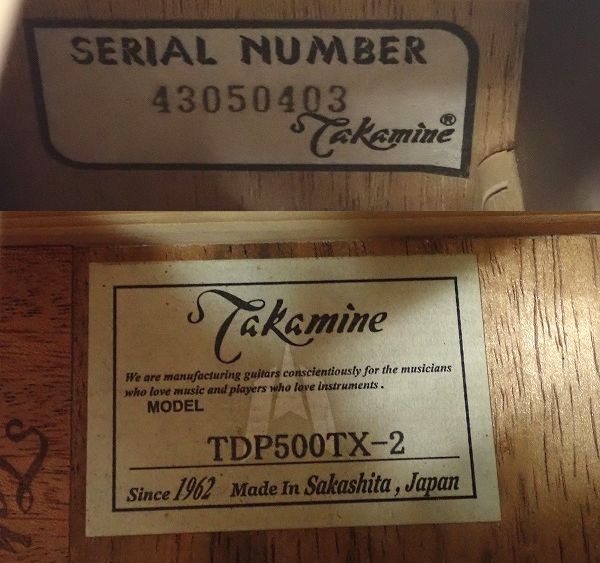 SERIAL NUMBER
43050403
Takamine®
Takamine
We are manufacturing guitars conscientiously for the musicians
who love music and players who love instruments .
MODEL
TDP500TX-2
Since 1962 Made In Sakashita , Japan